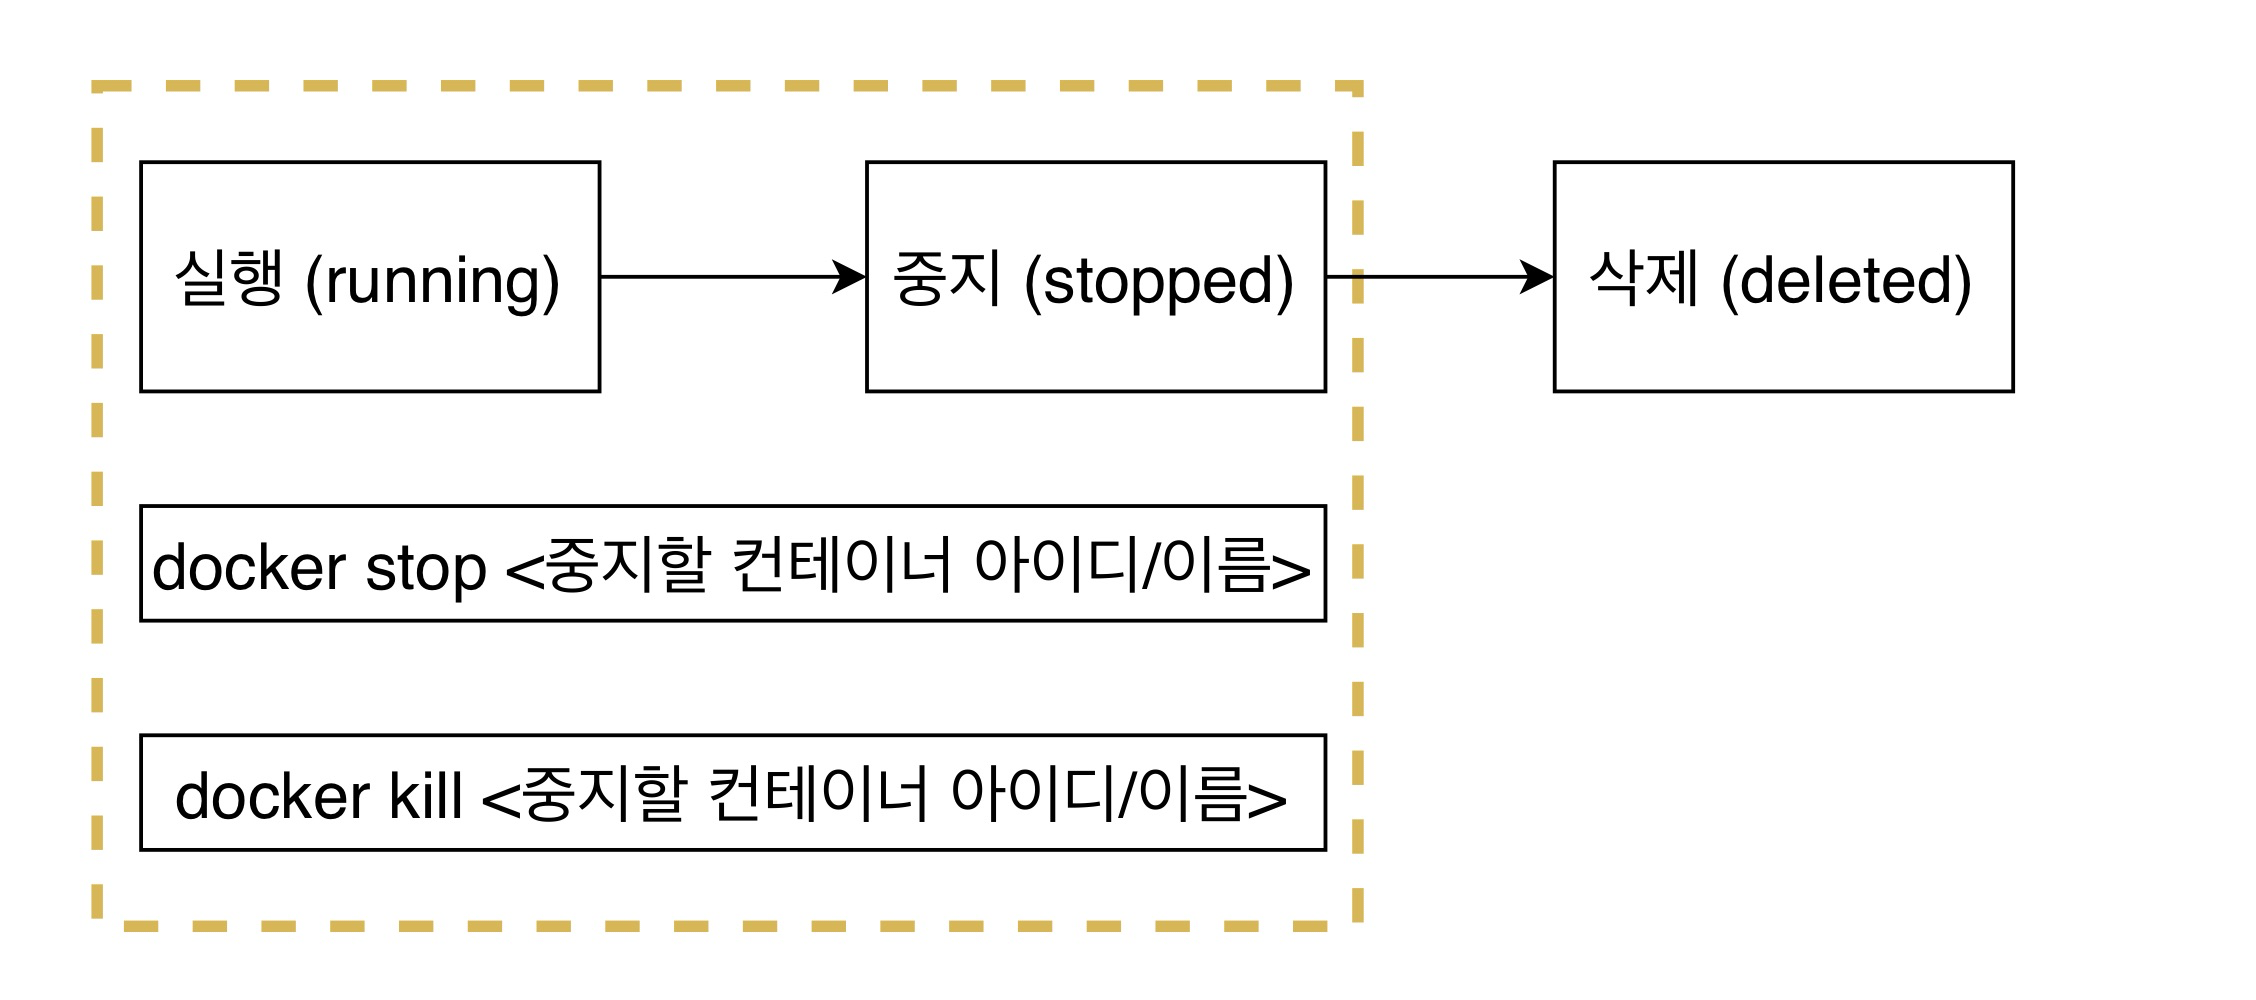 실행 (running)
중지 (stopped)
삭제 (deleted)
docker stop <중지할 컨테이너 아이디/이름>
docker kill <중지할 컨테이너 아이디/이름>